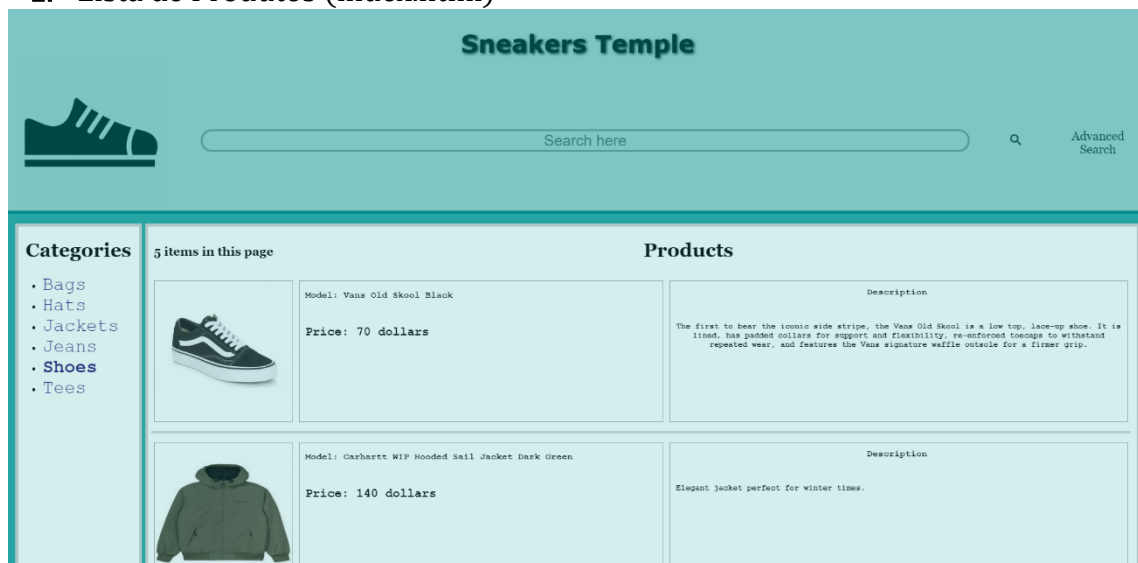 Lista de Produtos (index.html)
Sneakers Temple
Search here
Advanced
Search
Categories
Bags
Hats
Jackets
Jeans
Shoes
Tees
5 items in this page
Products
Model: Vans Old Skool Black
Price: 70 dollars
Description
The first to bear the iconic side stripe, the Vans Old Skool is a low top, lace-up shoe. It is
lined, has padded collars for support and flexibility, re-enforced toecaps to withstand
repeated wear, and features the Vans signature waffle outsole for a firmer grip.
Model: Carhartt WIP Hooded Sail Jacket Dark Green
Price: 140 dollars
Description
Elegant jacket perfect for winter times.